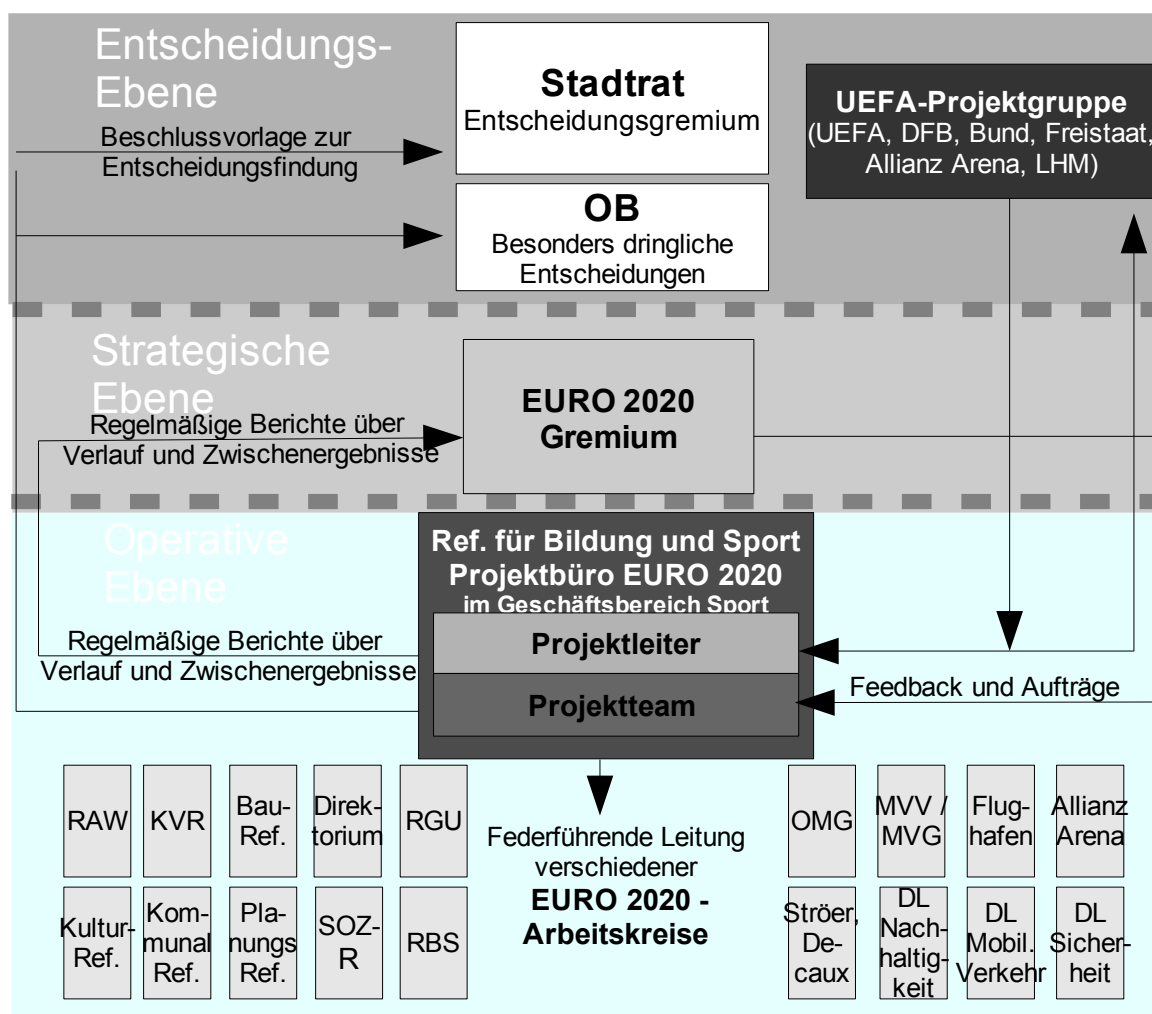 Entscheidungs-
Ebene
Beschlussvorlage zur
Entscheidungsfindung
Stadtrat
Entscheidungsgremium
OB
Besonders dringliche
Entscheidungen
UEFA-Projektgruppe
(UEFA, DFB, Bund, Freistaat,
Allianz Arena, LHM)
Strategische
Ebene
Regelmäßige Berichte über
Verlauf und Zwischenergebnisse
EURO 2020
Gremium
Operative
Ebene
Ref. für Bildung und Sport
Projektbüro EURO 2020
im Geschäftsbereich Sport
Projektleiter
Projektteam
Regelmäßige Berichte über
Verlauf und Zwischenergebnisse
Feedback und Aufträge
RAW
KVR
Bau-
Ref.
Direk-
torium
RGU
Kultur-
Ref.
Kom-
munal
Ref.
Pla-
nungs
Ref.
SOZ-
R
RBS
Federführende Leitung
verschiedener
EURO 2020 -
Arbeitskreise
OMG
MVV /
MVG
Flug-
hafen
Allianz
Arena
Ströer,
De-
caux
DL
Nach-
haltig-
keit
DL
Mobil.
Verkehr
DL
Sicher-
heit